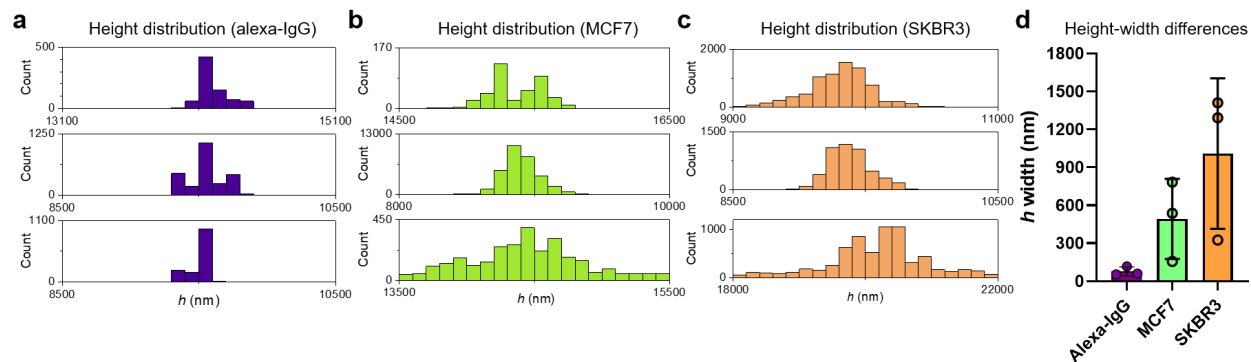 a
Height distribution (alexa-IgG)
500
Count
0
13100
15100
1250
Count
0
8500
10500
1100
Count
0
8500
10500
h (nm)
b
Height distribution (MCF7)
170
Count
0
14500
16500
13000
Count
0
8000
10000
450
Count
0
13500
15500
h (nm)
c
Height distribution (SKBR3)
2000
Count
0
9000
11000
1500
Count
0
8500
10500
1000
Count
0
18000
22000
h (nm)
d
Height-width differences
1800
1500
1200
900
600
300
0
h width (nm)
Alexa-IgG
MCF7
SKBR3